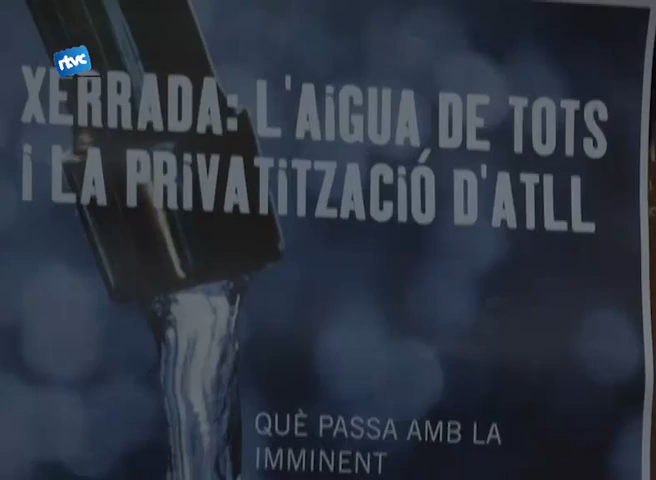 rtvc
XERRADA: L'AiGUA DE TOTS
i LA PRiVATiTZACiÓ D'ATLL
QUÈ PASSA AMB LA
IMMINENT